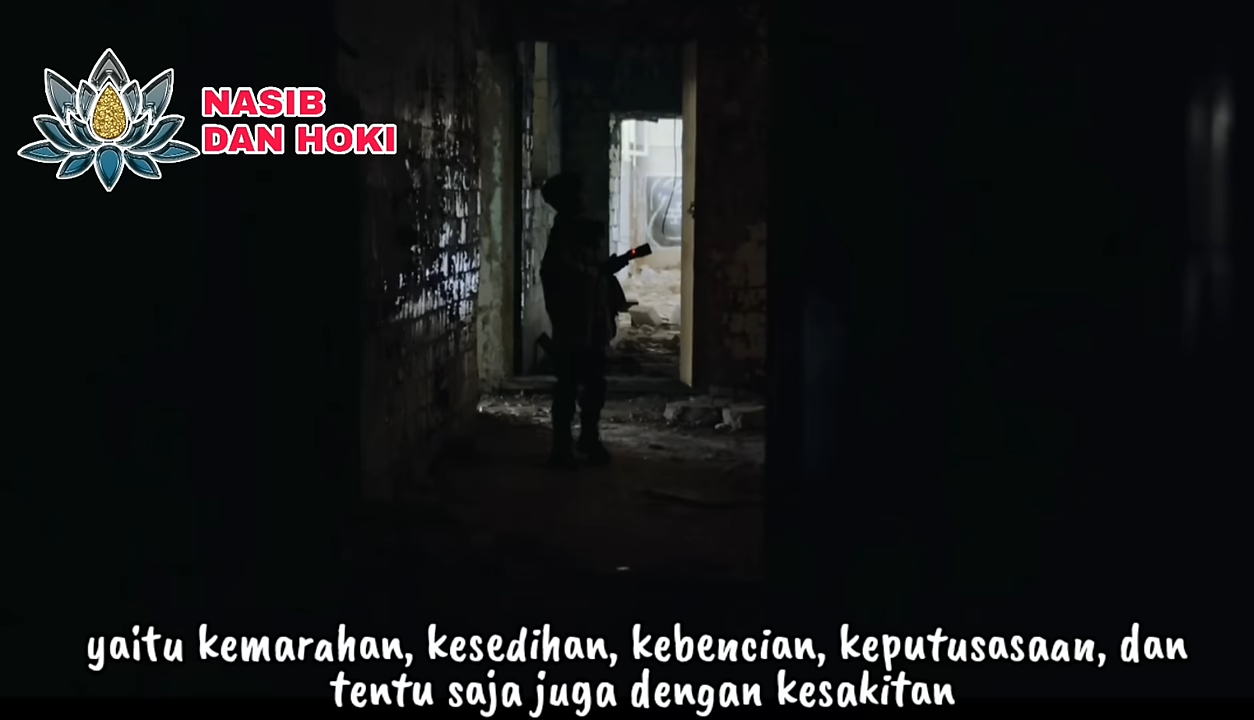 NASIB
DAN HOKI
yaitu kemarahan, kesedihan, kebencian, keputusasaan, dan
tentu saja juga dengan kesakitan